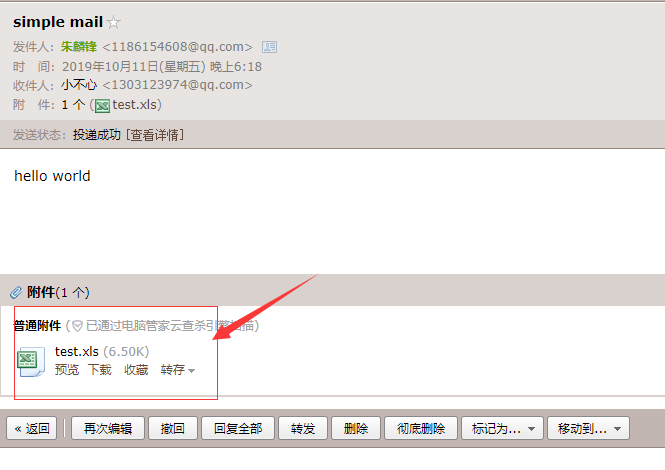 simple mail
发件人：朱麟锋 <1186154608@qq.com>
时　间：2019年10月11日(星期五) 晚上6:18
收件人：小不心 <1303123974@qq.com>
附　件：1 个 (test.xls)
发送状态：投递成功 [查看详情]
hello world
附件(1 个)
普通附件 (已通过电脑管家云查杀引擎扫描)
test.xls (6.50K)
预览 下载 收藏 转存
« 返回 再次编辑 撤回 回复全部 转发 删除 彻底删除 标记为... 移动到...